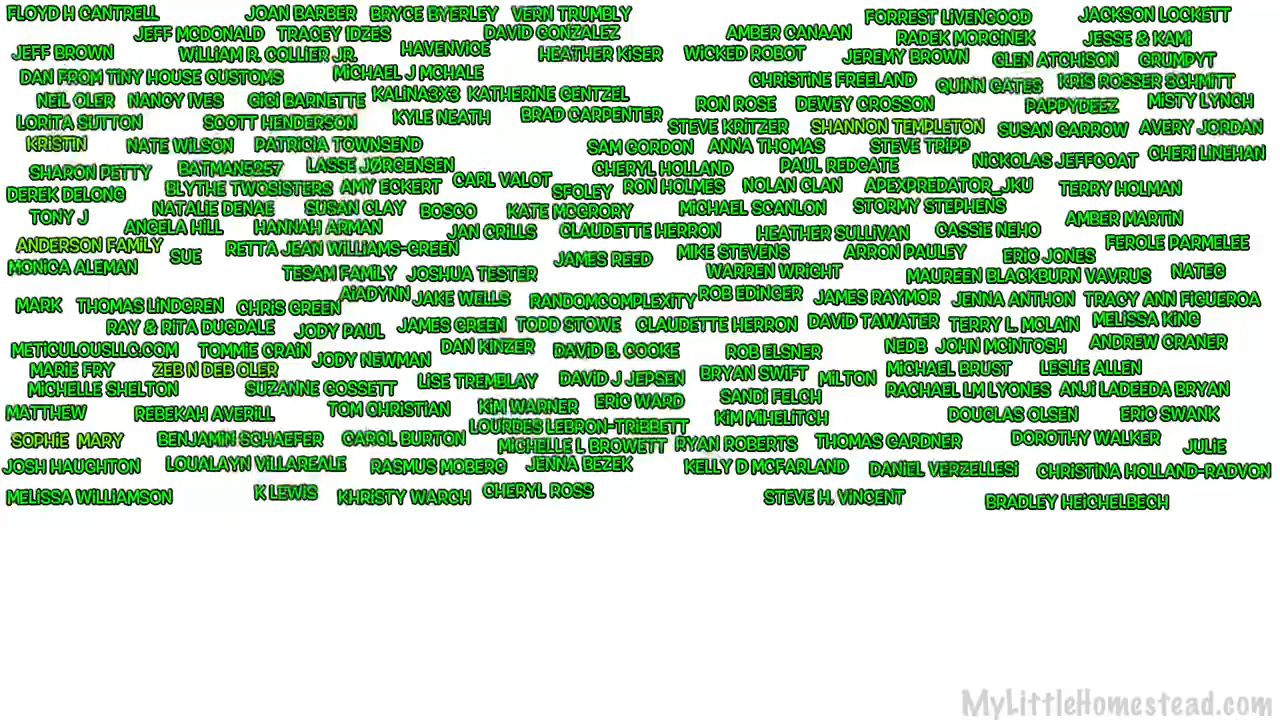 FLOYD H CANTRELL JOAN BARBER BRYCE BYERLEY VERN TRUMBLY FORREST LIVENGOOD JACKSON LOCKETT
JEFF MCDONALD TRACEY IDZES DAVID GONZALEZ AMBER CANAAN RADEK MORCINEK JESSE & KAMI
JEFF BROWN WILLIAM R. COLLIER JR. HAVENVICE HEATHER KISER WICKED ROBOT JEREMY BROWN GLEN ATCHISON GRUMPYT
DAN FROM TINY HOUSE CUSTOMS MICHAEL J MCHALE CHRISTINE FREELAND QUINN GATES KRIS ROSSER SCHMITT
NEIL OLER NANCY IVES GIGI BARNETTE KALINA3X3 KATHERINE GENTZEL RON ROSE DEWEY CROSSON PAPPYDEEZ MISTY LYNCH
LORITA SUTTON SCOTT HENDERSON KYLE NEATH BRAD CARPENTER STEVE KRITZER SHANNON TEMPLETON SUSAN GARROW AVERY JORDAN
KRISTIN NATE WILSON PATRICIA TOWNSEND SAM GORDON ANNA THOMAS STEVE TRIPP NICKOLAS JEFFCOAT CHERI LINEHAN
SHARON PETTY BATMAN5257 LASSE JORGENSEN CARL VALOT CHERYL HOLLAND PAUL REDGATE
DEREK DELONG BLYTHE TWOSISTERS AMY ECKERT SFOLEY RON HOLMES NOLAN CLAN APEXPREDATOR_JKU TERRY HOLMAN
TONY J NATALIE DENAE SUSAN CLAY BOSCO KATE MCGRORY MICHAEL SCANLON STORMY STEPHENS AMBER MARTIN
ANGELA HILL HANNAH ARMAN JAN CRILLS CLAUDETTE HERRON HEATHER SULLIVAN CASSIE NEHO
ANDERSON FAMILY SUE RETTA JEAN WILLIAMS-GREEN JAMES REED MIKE STEVENS ARRON PAULEY ERIC JONES FEROLE PARMELEE
MONICA ALEMAN TESAM FAMILY JOSHUA TESTER WARREN WRIGHT MAUREEN BLACKBURN VAVRUS NATEG
MARK THOMAS LINDGREN CHRIS GREEN AIADYNN JAKE WELLS RANDOMCOMPLEXITY ROB EDINGER JAMES RAYMOR JENNA ANTHON TRACY ANN FIGUEROA
RAY & RITA DUGDALE JODY PAUL JAMES GREEN TODD STOWE CLAUDETTE HERRON DAVID TAWATER TERRY L. MCLAIN MELISSA KING
METICULOUSLLC.COM TOMMIE CRAIN DAN KINZER DAVID B. COOKE ROB ELSNER NEDB JOHN MCINTOSH ANDREW CRANER
MARIE FRY ZEB N DEB OLER JODY NEWMAN BRYAN SWIFT MILTON MICHAEL BRUST LESLIE ALLEN
MICHELLE SHELTON SUZANNE GOSSETT LISE TREMBLAY DAVID J JEPSEN SANDI FELCH RACHAEL LM LYONES ANJI LADEEDA BRYAN
MATTHEW REBEKAH AVERILL TOM CHRISTIAN KIM WARNER ERIC WARD KIM MIHELITCH DOUGLAS OLSEN ERIC SWANK
SOPHIE MARY BENJAMIN SCHAEFER CAROL BURTON LOURDES LEBRON-TRIBBETT MICHELLE L BROWETT RYAN ROBERTS THOMAS GARDNER DOROTHY WALKER JULIE
JOSH HAUGHTON LOUALAYN VILLAREALE RASMUS MOBERG JENNA BEZEK KELLY D MCFARLAND DANIEL VERZELLESI CHRISTINA HOLLAND-RADVON
MELISSA WILLIAMSON K LEWIS KHRISTY WARCH CHERYL ROSS STEVE H. VINCENT BRADLEY HEICHELBECH
MyLittleHomestead.com